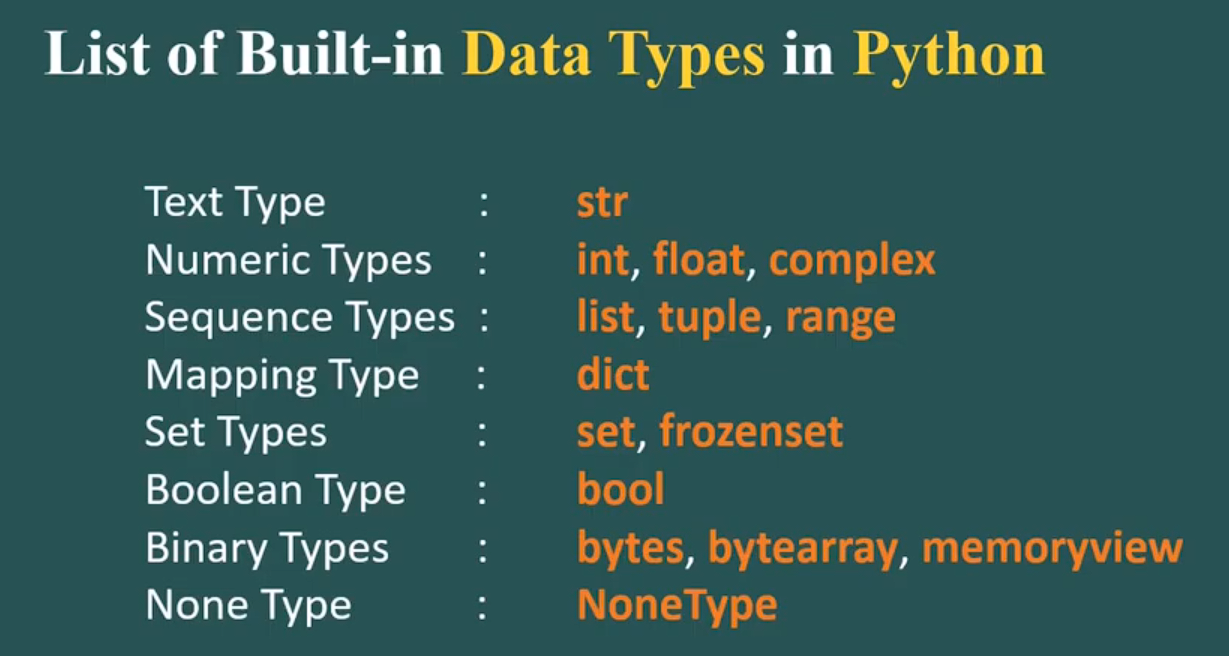 List of Built-in Data Types in Python
Text Type : str
Numeric Types : int, float, complex
Sequence Types : list, tuple, range
Mapping Type : dict
Set Types : set, frozenset
Boolean Type : bool
Binary Types : bytes, bytearray, memoryview
None Type : NoneType